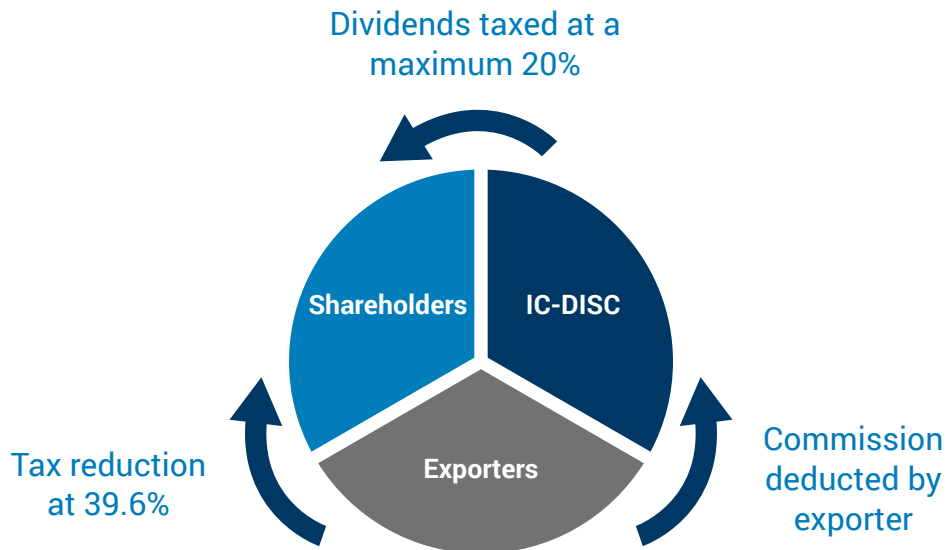 Dividends taxed at a
maximum 20%
Shareholders
IC-DISC
Exporters
Tax reduction
at 39.6%
Commission
deducted by
exporter